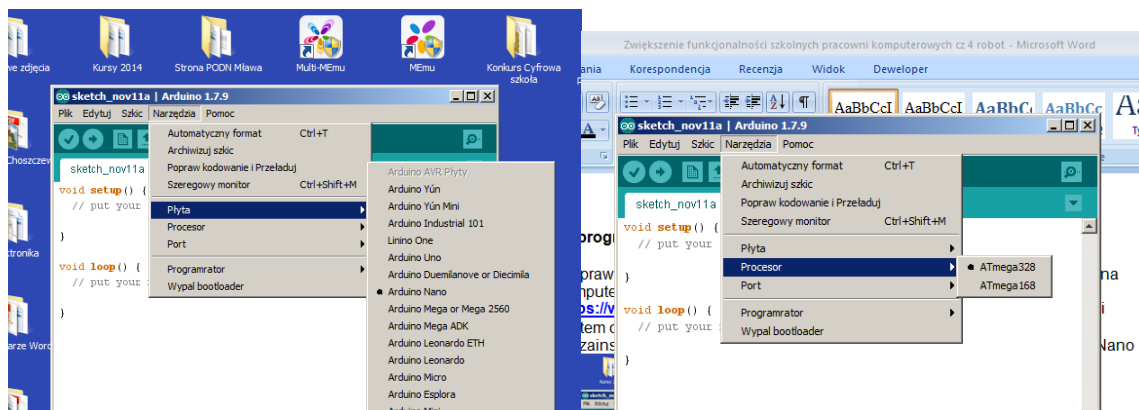 we zdjęcia
Kursy 2014
Strona PODN Mława
Multi-MEmu
MEmu
Konkurs Cyfrowa
szkoła
Choszczew
ktronika
arze Word
sketch_nov11a | Arduino 1.7.9
Plik Edytuj Szkic Narzędzia Pomoc
sketch_nov11a
void setup() {
// put your
}
void loop() {
// put your
}
Automatyczny format Ctrl+T
Archiwizuj szkic
Popraw kodowanie i Przeładuj
Szeregowy monitor Ctrl+Shift+M
Płyta
Procesor
Port
Programrator
Wypal bootloader
Arduino AVR Płyty
Arduino Yún
Arduino Yún Mini
Arduino Industrial 101
Linino One
Arduino Uno
Arduino Duemilanove or Diecimila
Arduino Nano
Arduino Mega or Mega 2560
Arduino Mega ADK
Arduino Leonardo ETH
Arduino Leonardo
Arduino Micro
Arduino Esplora
Arduino Mini
Zwiększenie funkcjonalności szkolnych pracowni komputerowych cz 4 robot - Microsoft Word
ania Korespondencja Recenzja Widok Deweloper
AaBbCcI AaBbCcI AaBbC AaBbCc
sketch_nov11a | Arduino 1.7.9
Plik Edytuj Szkic Narzędzia Pomoc
sketch_nov11a
void setup() {
// put your
}
void loop() {
// put your
}
Automatyczny format Ctrl+T
Archiwizuj szkic
Popraw kodowanie i Przeładuj
Szeregowy monitor Ctrl+Shift+M
Płyta
Procesor
Port
Programrator
Wypal bootloader
ATmega328
ATmega168
progr
praw
mpute
ps://v
tem d
zains
na
i
Nano